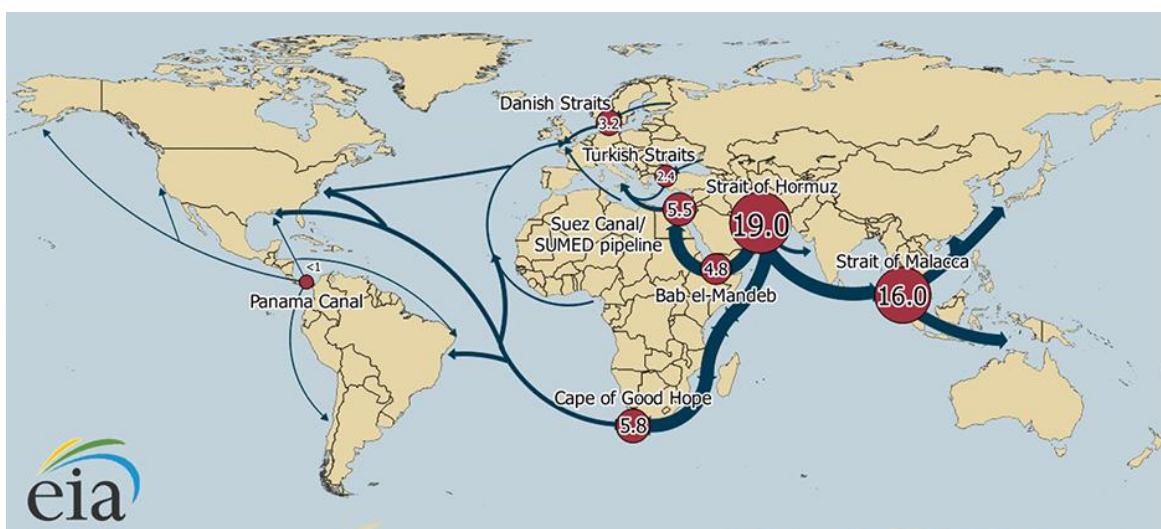 Danish Straits
3.2
Turkish Straits
2.4
Strait of Hormuz
19.0
5.5
Suez Canal/
SUMED pipeline
4.8
Bab el-Mandeb
Strait of Malacca
16.0
<1
Panama Canal
Cape of Good Hope
5.8
eia